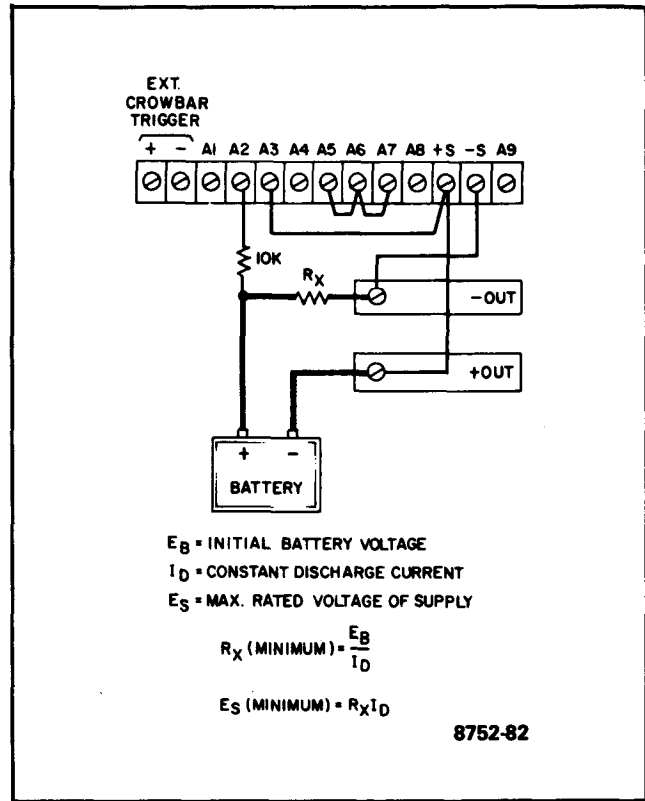 EXT.
CROWBAR
TRIGGER
+ - A1 A2 A3 A4 A5 A6 A7 A8 +S -S A9
10K
RX
-OUT
+OUT
+ -
BATTERY
EB = INITIAL BATTERY VOLTAGE
ID = CONSTANT DISCHARGE CURRENT
ES = MAX. RATED VOLTAGE OF SUPPLY
RX (MINIMUM) = EB
ID
ES (MINIMUM) = RXID
8752-82